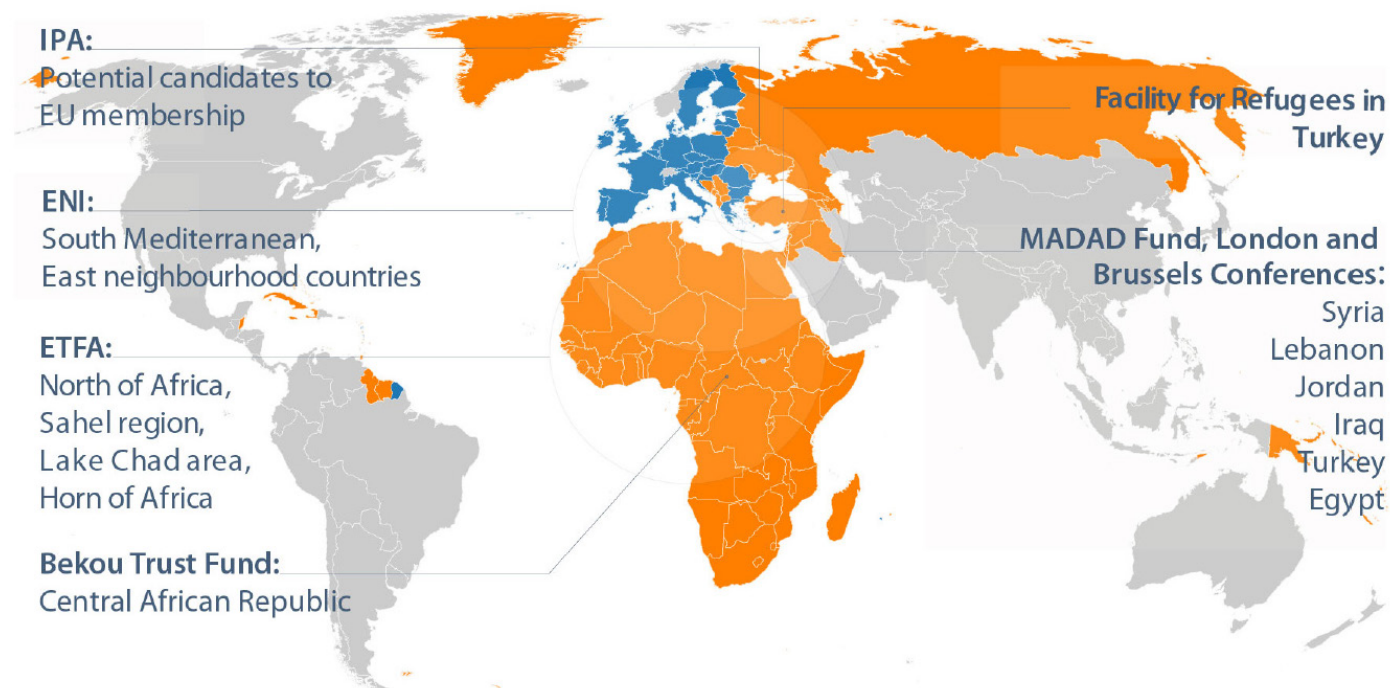 IPA:
Potential candidates to
EU membership
ENI:
South Mediterranean,
East neighbourhood countries
ETFA:
North of Africa,
Sahel region,
Lake Chad area,
Horn of Africa
Bekou Trust Fund:
Central African Republic
Facility for Refugees in
Turkey
MADAD Fund, London and
Brussels Conferences:
Syria
Lebanon
Jordan
Iraq
Turkey
Egypt